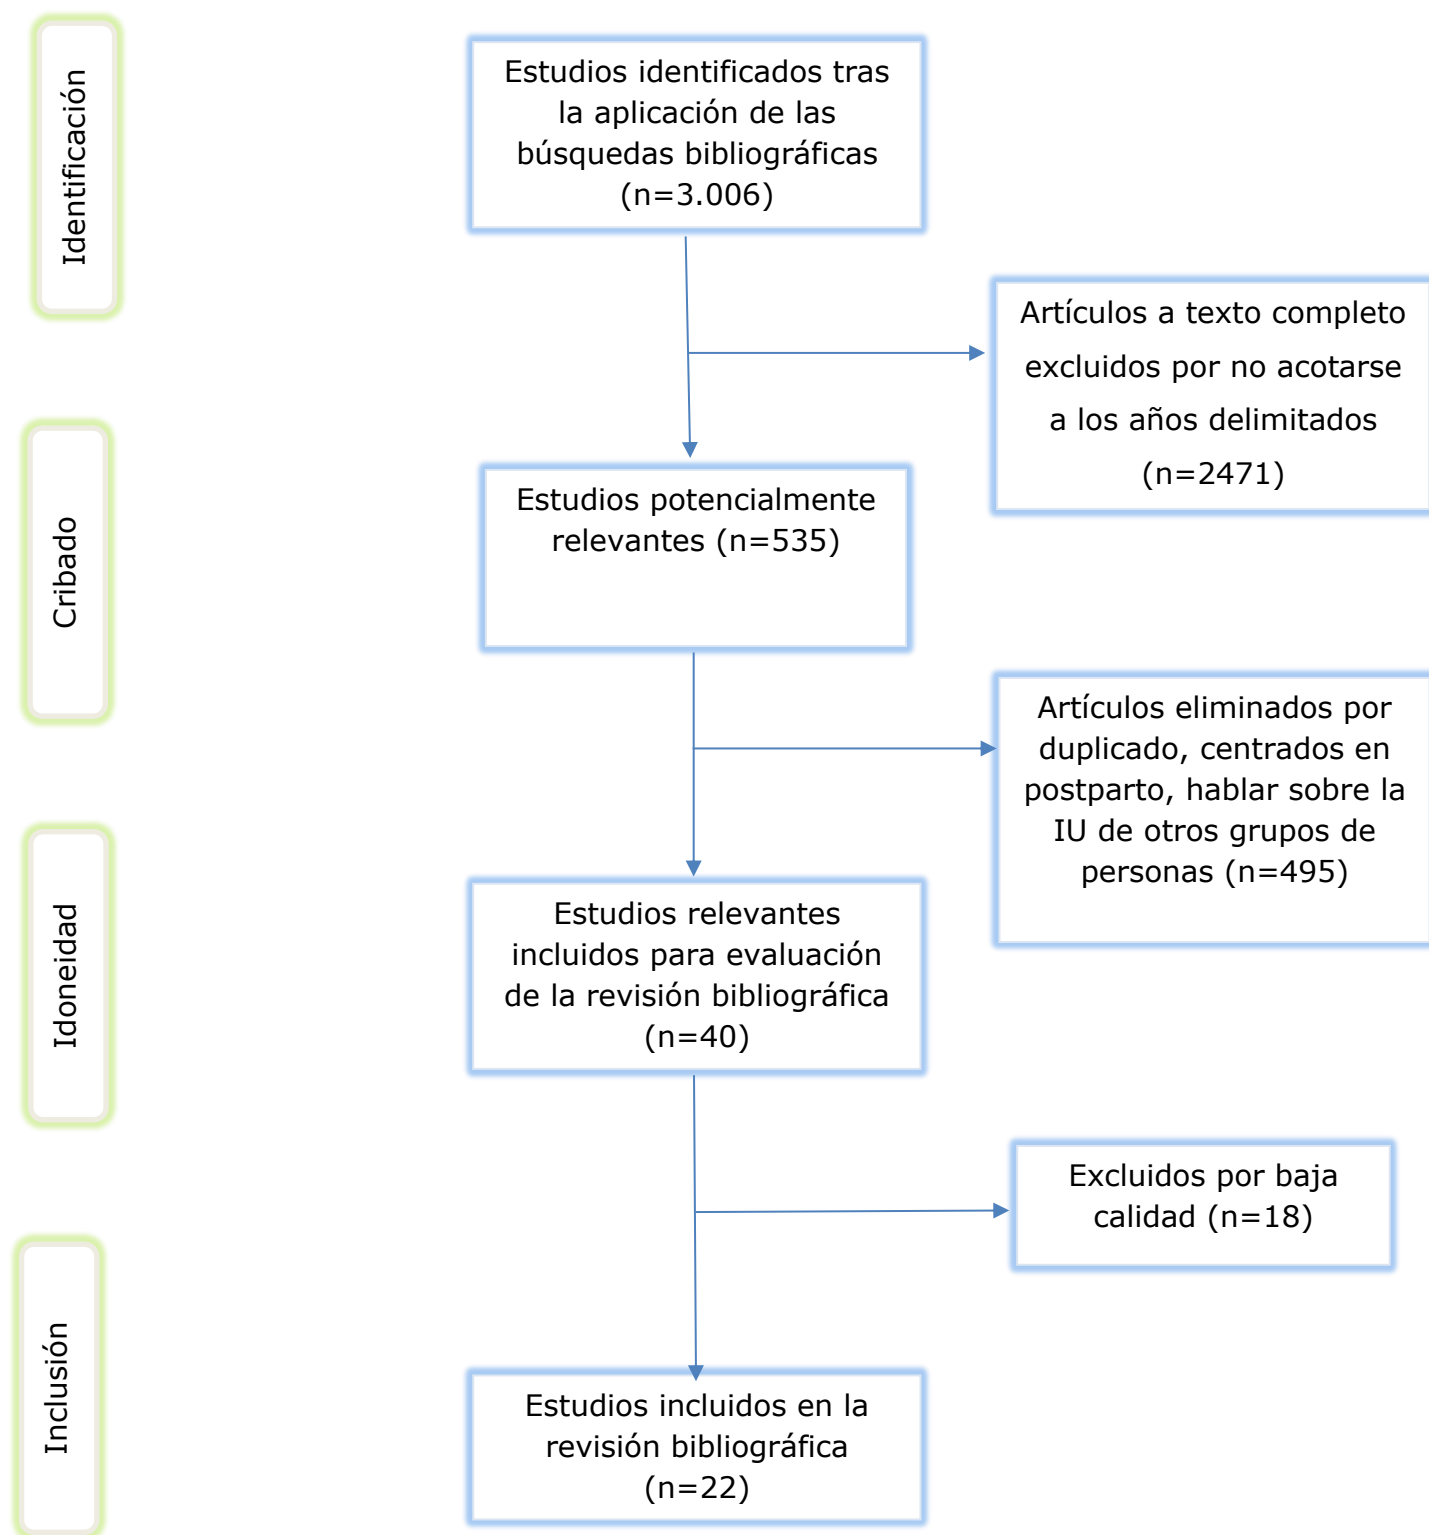 Identificación
Estudios identificados tras
la aplicación de las
búsquedas bibliográficas
(n=3.006)
Artículos a texto completo
excluidos por no acotarse
a los años delimitados
(n=2471)
Cribado
Estudios potencialmente
relevantes (n=535)
Artículos eliminados por
duplicado, centrados en
postparto, hablar sobre la
IU de otros grupos de
personas (n=495)
Idoneidad
Estudios relevantes
incluidos para evaluación
de la revisión bibliográfica
(n=40)
Excluidos por baja
calidad (n=18)
Inclusión
Estudios incluidos en la
revisión bibliográfica
(n=22)